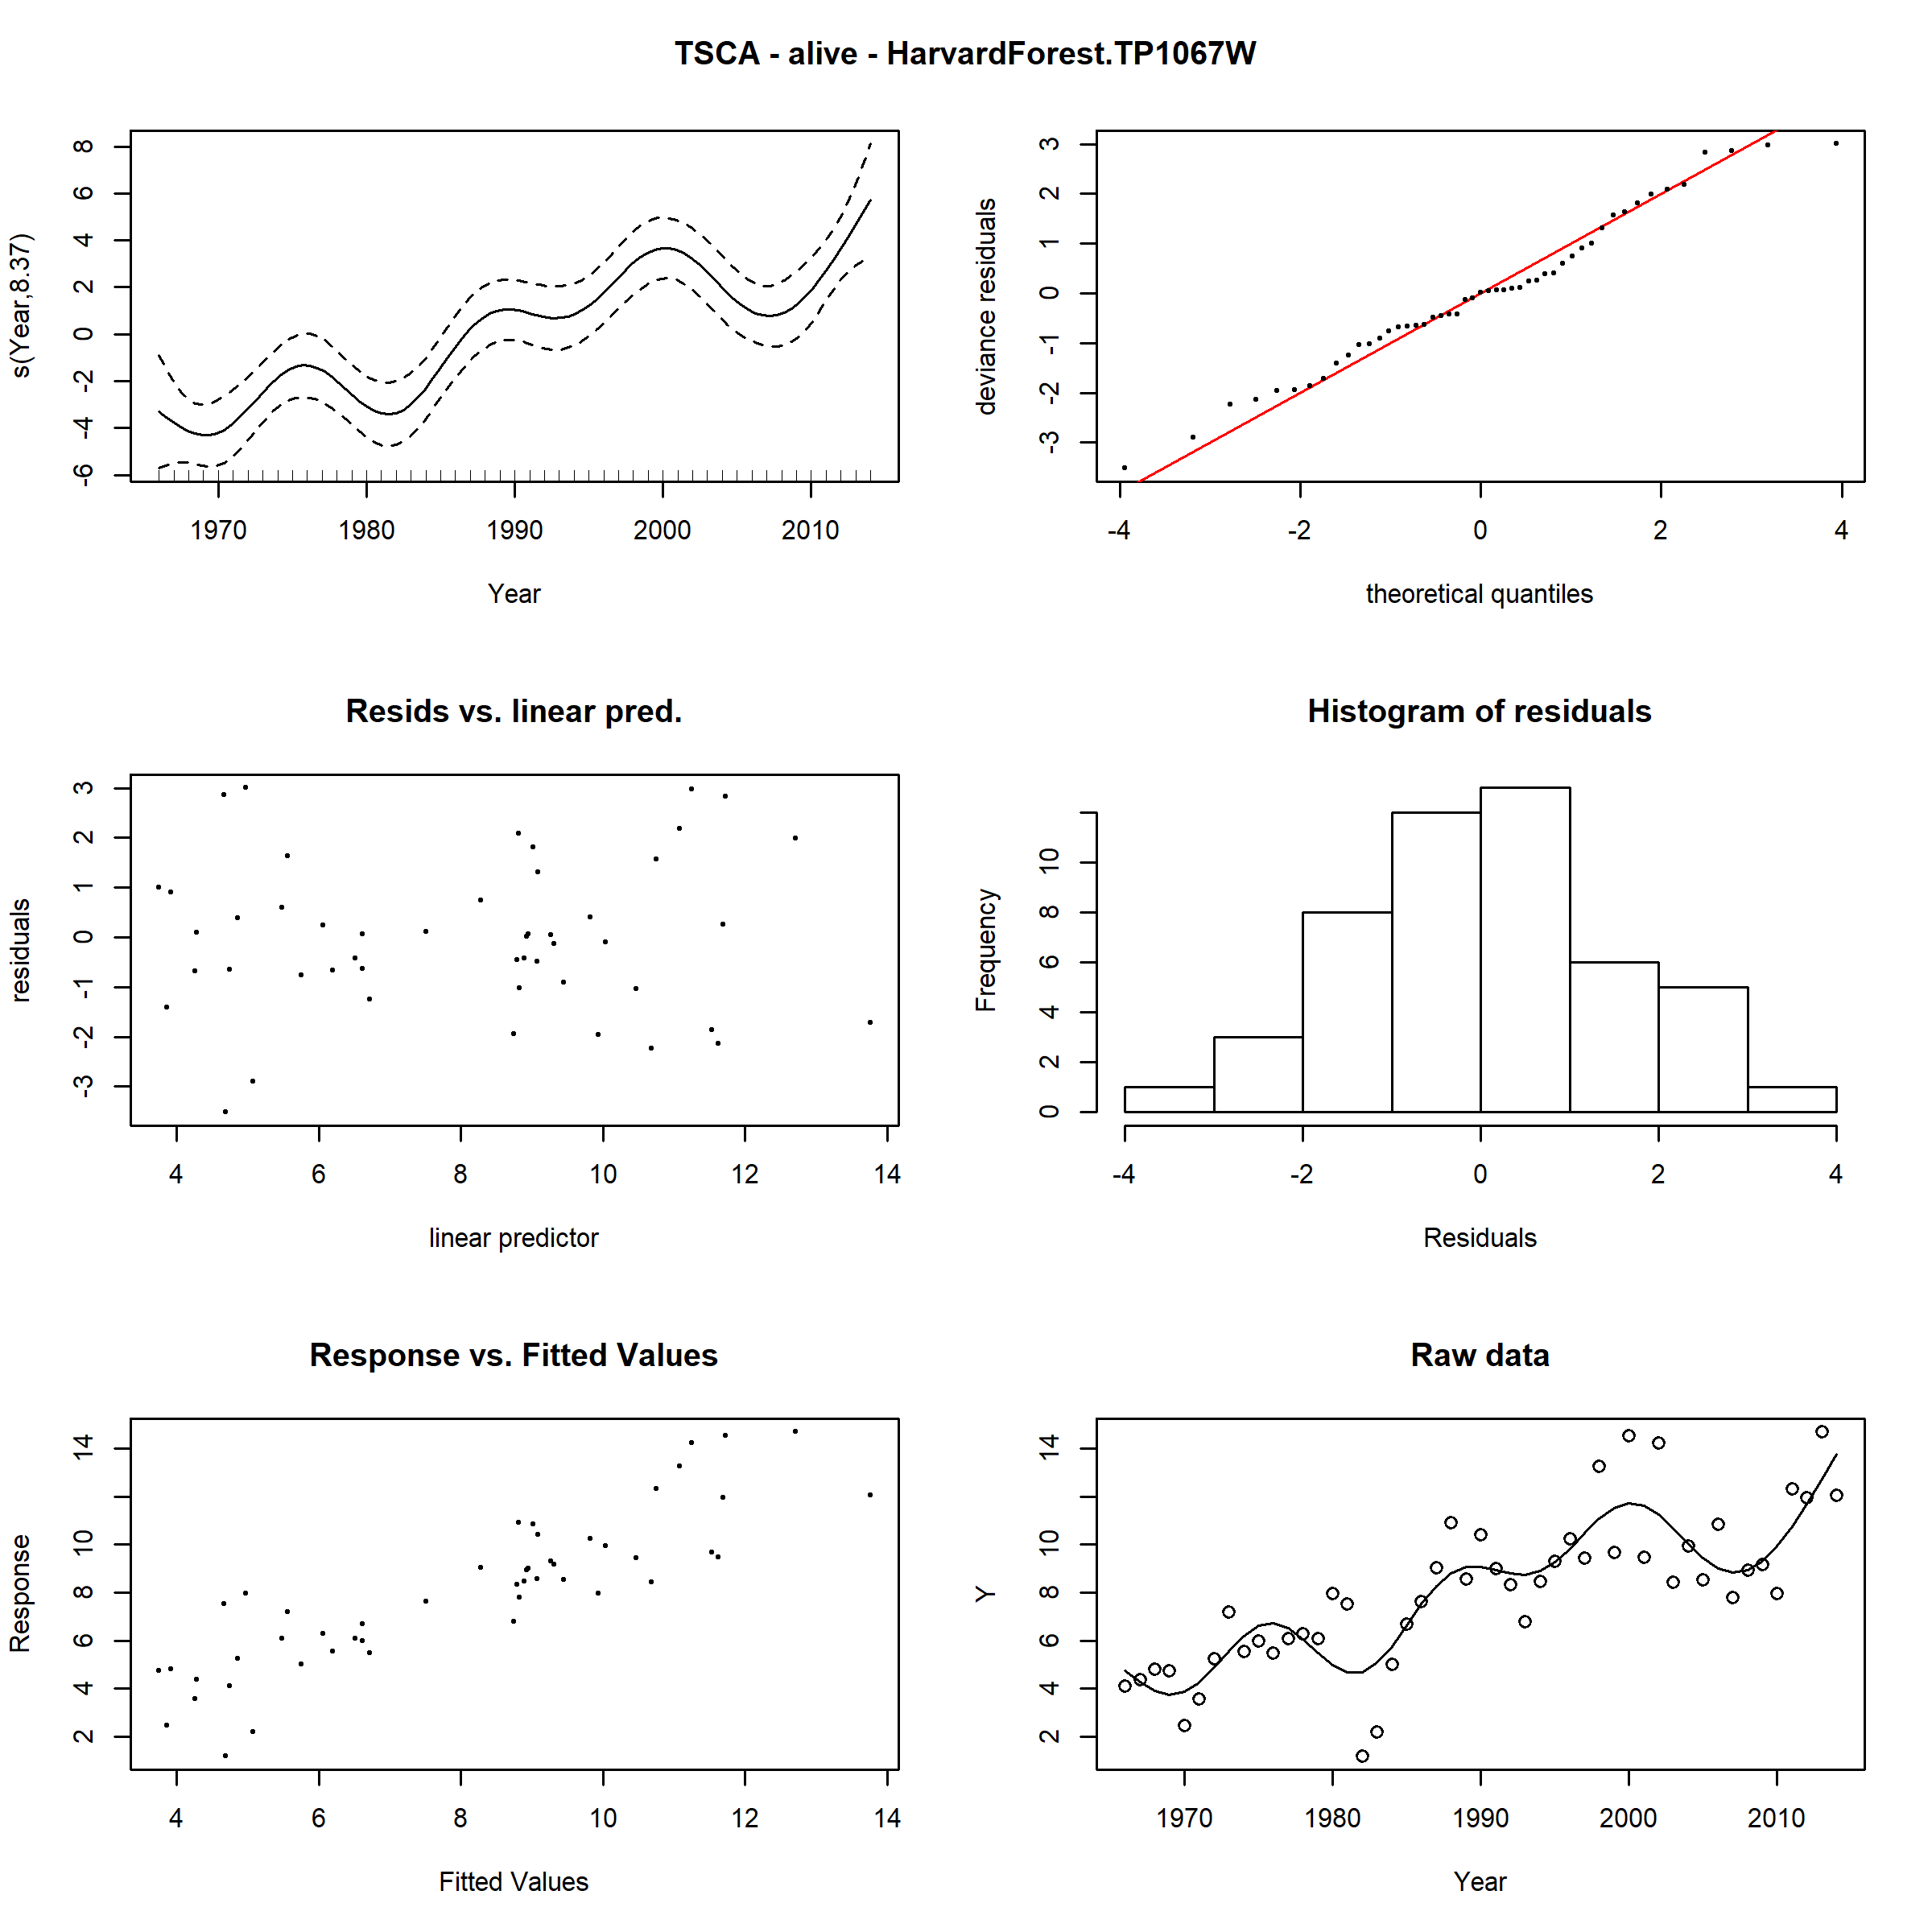 TSCA - alive - HarvardForest.TP1067W
s(Year,8.37)
8
6
4
2
0
-2
-4
-6
1970 1980 1990 2000 2010
Year
deviance residuals
3
2
1
0
-1
-2
-3
-4 -2 0 2 4
theoretical quantiles
Resids vs. linear pred.
residuals
3
2
1
0
-1
-2
-3
4 6 8 10 12 14
linear predictor
Histogram of residuals
Frequency
10
8
6
4
2
0
-4 -2 0 2 4
Residuals
Response vs. Fitted Values
Response
14
10
8
6
4
2
4 6 8 10 12 14
Fitted Values
Raw data
Y
14
10
8
6
4
2
1970 1980 1990 2000 2010
Year